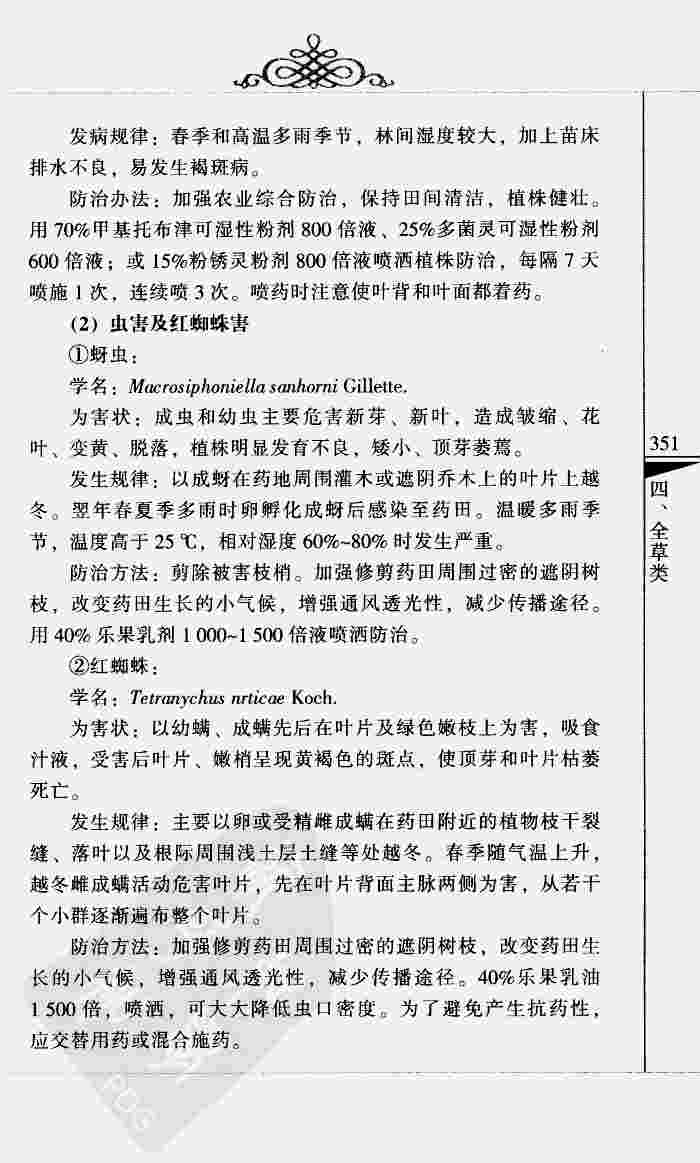 发病规律：春季和高温多雨季节，林间湿度较大，加上苗床
排水不良，易发生褐斑病。
防治办法：加强农业综合防治，保持田间清洁，植株健壮。
用 70%甲基托布津可湿性粉剂 800 倍液、25%多菌灵可湿性粉剂
600 倍液；或 15%粉锈灵粉剂 800 倍液喷洒植株防治，每隔 7 天
喷施 1 次，连续喷 3 次。喷药时注意使叶背和叶面都着药。
(2) 虫害及红蜘蛛害
①蚜虫：
学名：Macrosiphoniella sanhorni Gillette.
为害状：成虫和幼虫主要危害新芽、新叶，造成皱缩、花
叶、变黄、脱落，植株明显发育不良，矮小、顶芽萎蔫。
发生规律：以成蚜在药地周围灌木或遮阴乔木上的叶片上越
冬。翌年春夏季多雨时卵孵化成蚜后感染至药田。温暖多雨季
节，温度高于 25 ℃，相对湿度 60%~80% 时发生严重。
防治方法：剪除被害枝梢。加强修剪药田周围过密的遮阴树
枝，改变药田生长的小气候，增强通风透光性，减少传播途径。
用 40% 乐果乳剂 1 000~1 500 倍液喷洒防治。
②红蜘蛛：
学名：Tetranychus nrticae Koch.
为害状：以幼螨、成螨先后在叶片及绿色嫩枝上为害，吸食
汁液，受害后叶片、嫩梢呈现黄褐色的斑点，使顶芽和叶片枯萎
死亡。
发生规律：主要以卵或受精雌成螨在药田附近的植物枝干裂
缝、落叶以及根际周围浅土层土缝等处越冬。春季随气温上升，
越冬雌成螨活动危害叶片，先在叶片背面主脉两侧为害，从若干
个小群逐渐遍布整个叶片。
防治方法：加强修剪药田周围过密的遮阴树枝，改变药田生
长的小气候，增强通风透光性，减少传播途径。40%乐果乳油
1 500 倍，喷洒，可大大降低虫口密度。为了避免产生抗药性，
应交替用药或混合施药。
351
四、全草类
PDG